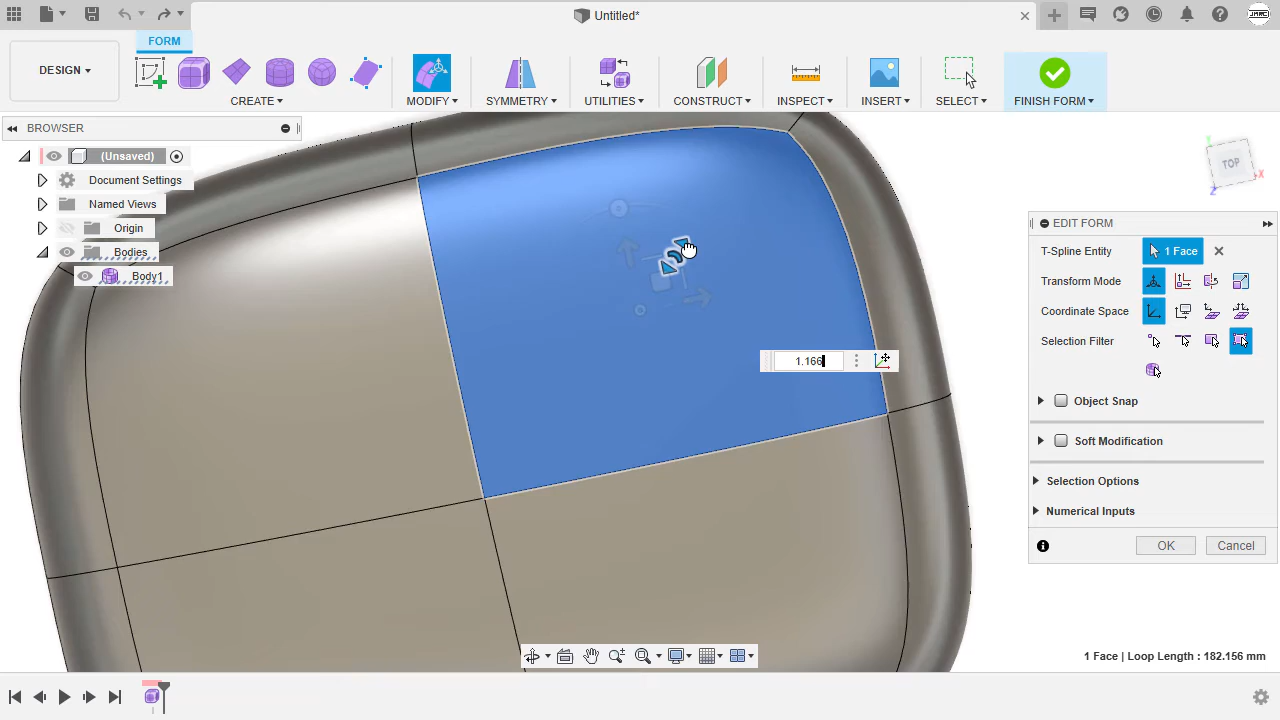 Untitled*
JMRC
DESIGN
FORM
CREATE
MODIFY
SYMMETRY
UTILITIES
CONSTRUCT
INSPECT
INSERT
SELECT
FINISH FORM
BROWSER
(Unsaved)
Document Settings
Named Views
Origin
Bodies
Body1
TOP
X
Z
EDIT FORM
T-Spline Entity 1 Face
Transform Mode
Coordinate Space
Selection Filter
Object Snap
Soft Modification
Selection Options
Numerical Inputs
OK Cancel
1.166
1 Face | Loop Length : 182.156 mm